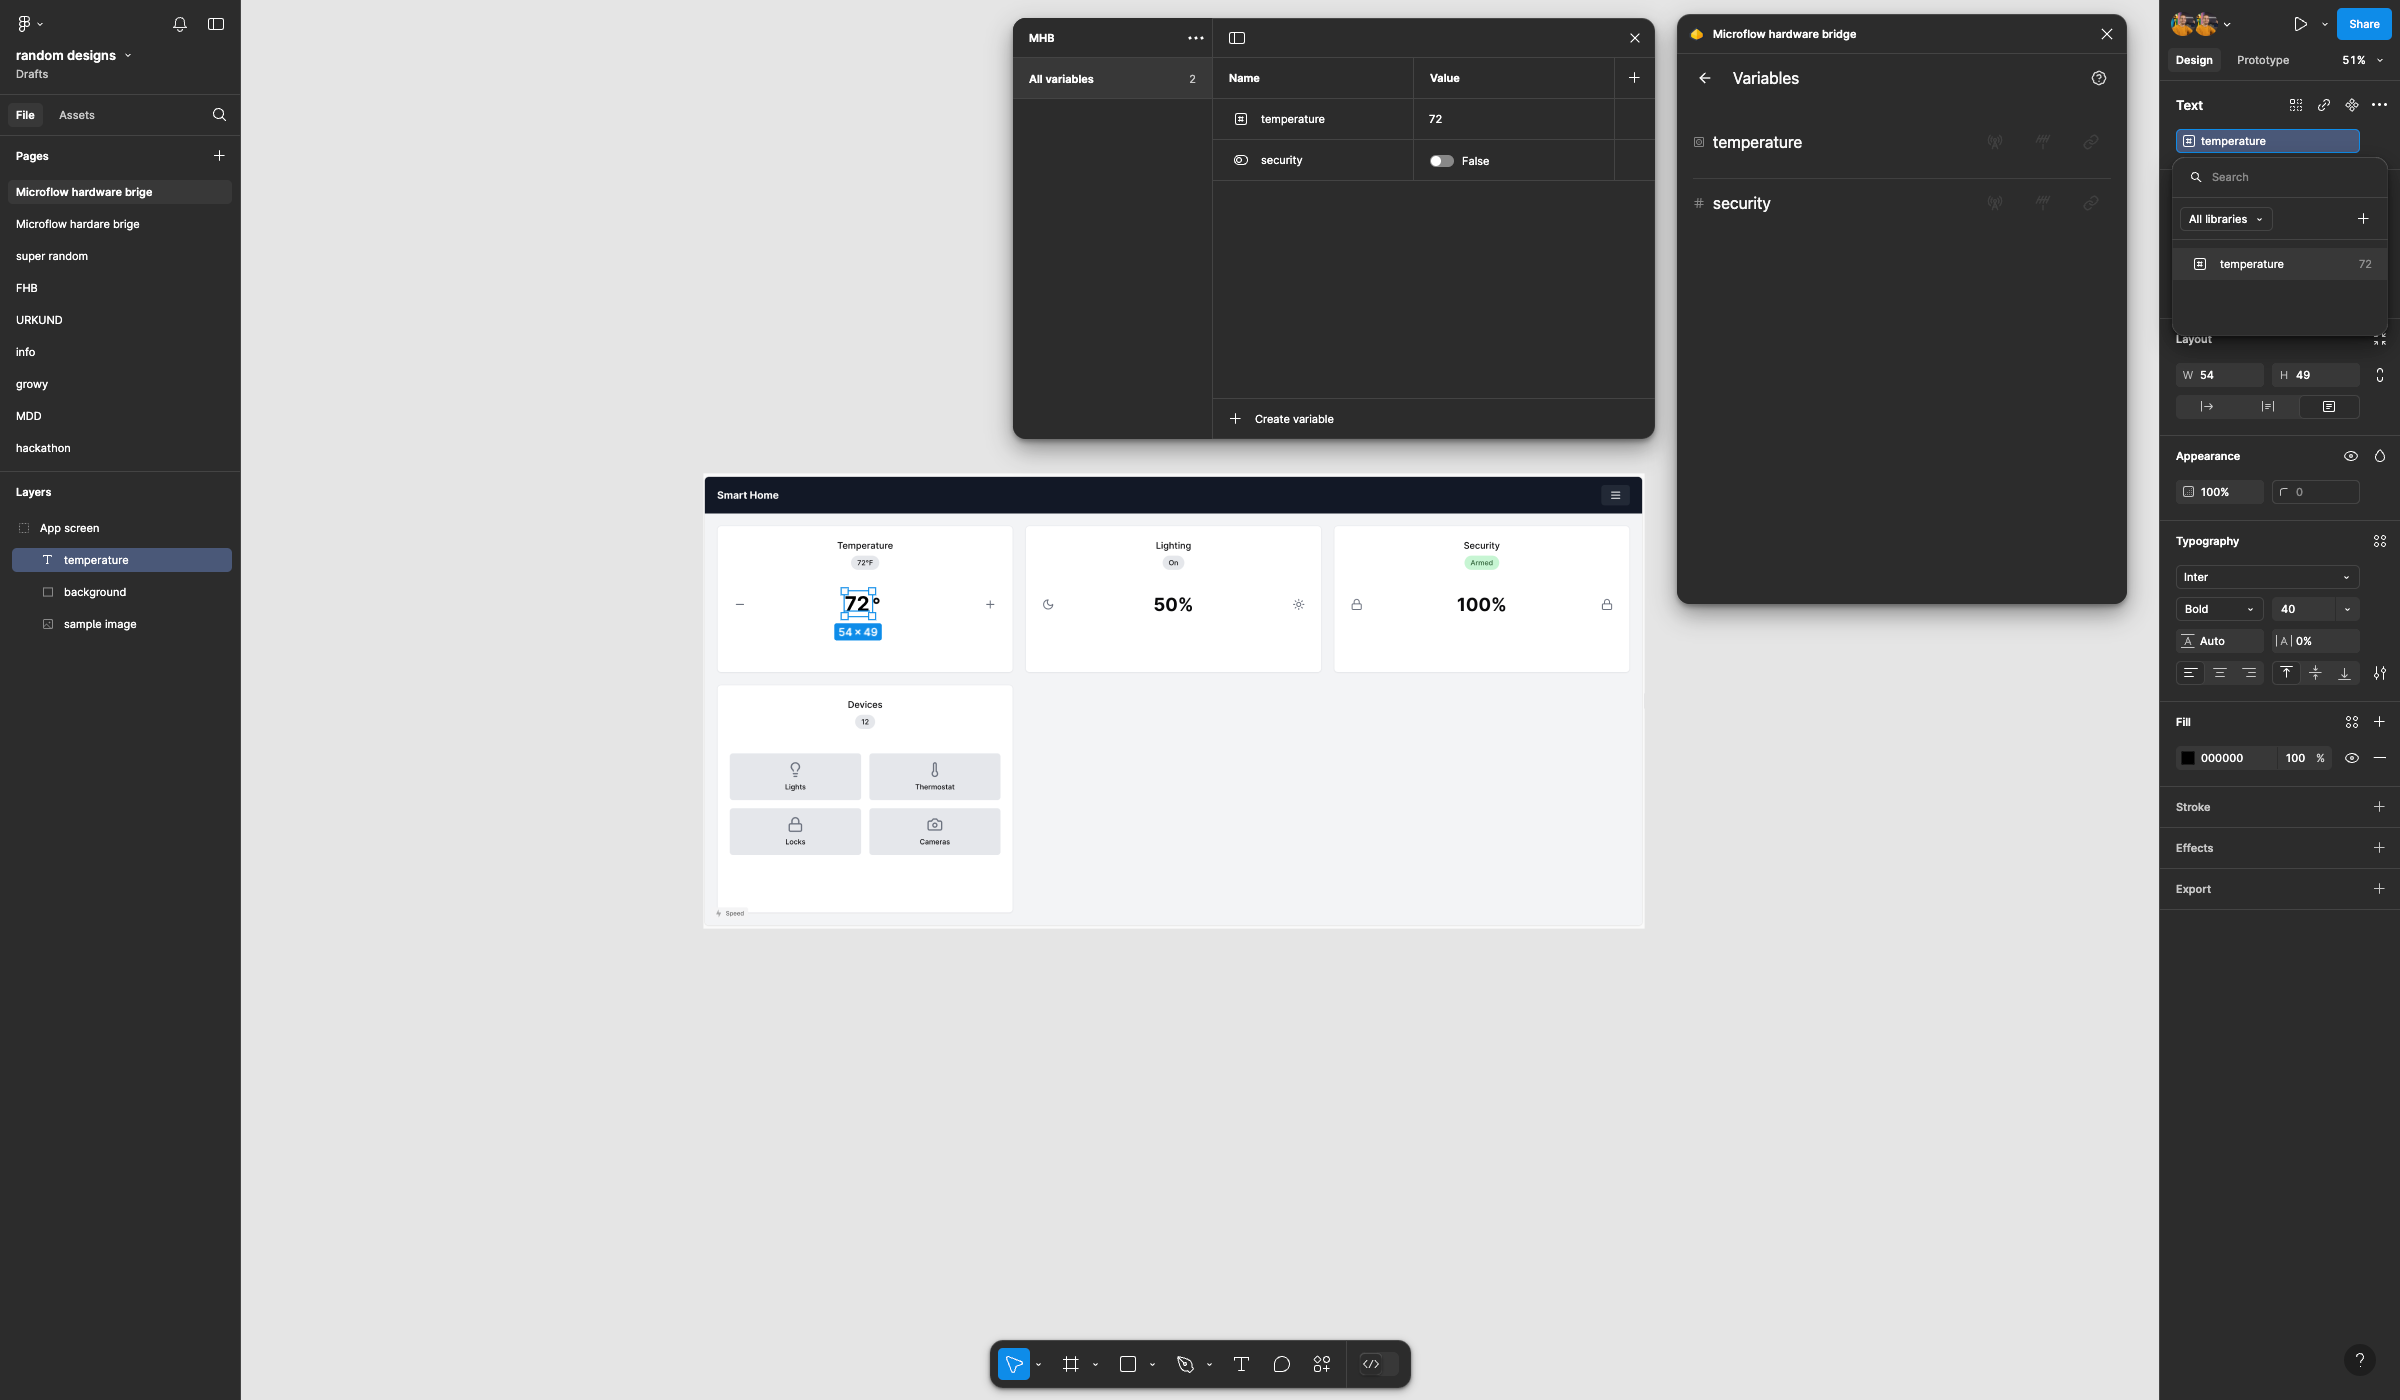 random designs
Drafts
File
Assets
Pages
Microflow hardware brige
Microflow hardare brige
super random
FHB
URKUND
info
growy
MDD
hackathon
Layers
App screen
temperature
background
sample image
MHB
All variables 2
Name Value
temperature 72
security False
Create variable
Microflow hardware bridge
Variables
temperature
security
Smart Home
Temperature
72°F
72°
54 × 49
Lighting
On
50%
Security
Armed
100%
Devices
12
Lights
Thermostat
Locks
Cameras
Speed
Share
Design Prototype 51%
Text
temperature
Search
All libraries
temperature 72
Layout
W 54 H 49
Appearance
100% 0
Typography
Inter
Bold 40
Auto 0%
Fill
000000 100 %
Stroke
Effects
Export